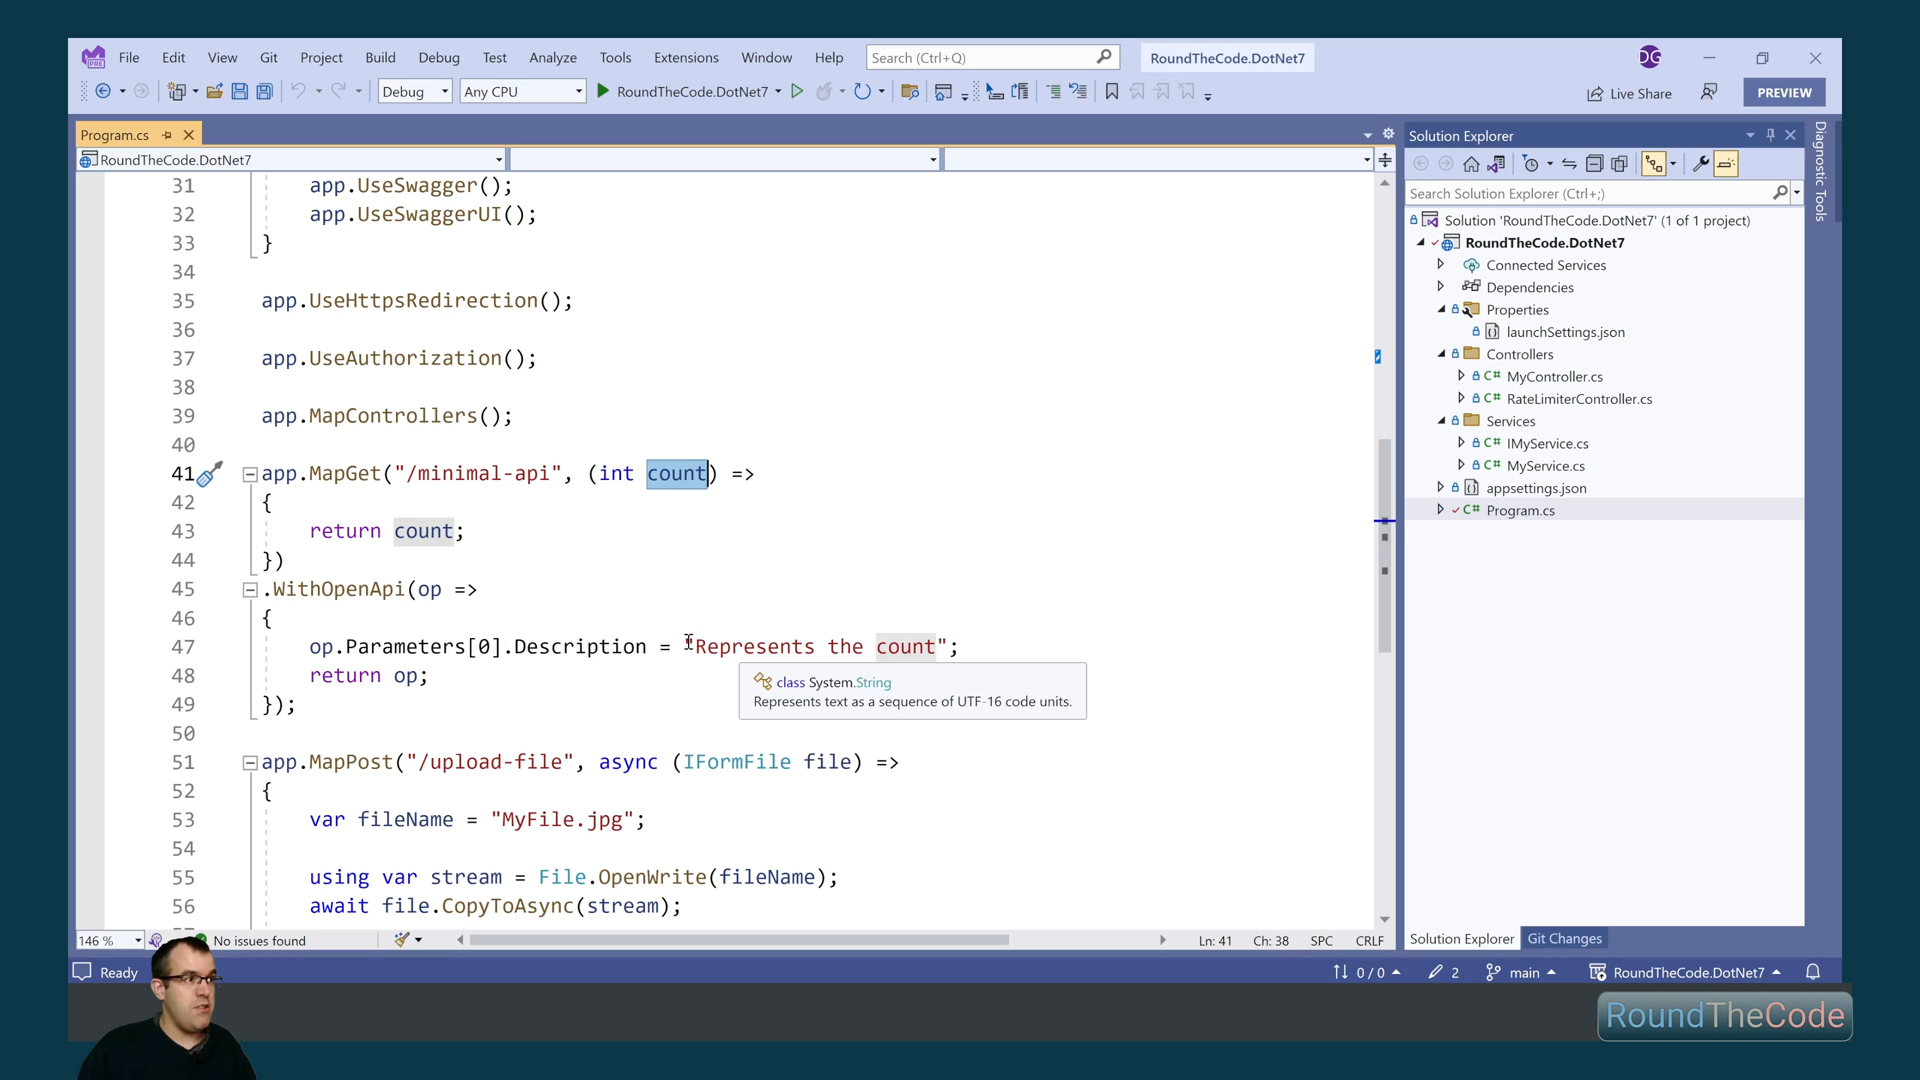 File Edit View Git Project Build Debug Test Analyze Tools Extensions Window Help Search (Ctrl+Q) RoundTheCode.DotNet7 DG
Debug Any CPU RoundTheCode.DotNet7 Live Share PREVIEW
Program.cs
RoundTheCode.DotNet7
31 app.UseSwagger();
32 app.UseSwaggerUI();
33 }
34
35 app.UseHttpsRedirection();
36
37 app.UseAuthorization();
38
39 app.MapControllers();
40
41 app.MapGet("/minimal-api", (int count) =>
42 {
43 return count;
44 })
45 .WithOpenApi(op =>
46 {
47 op.Parameters[0].Description = "Represents the count";
class System.String
Represents text as a sequence of UTF-16 code units.
48 return op;
49 });
50
51 app.MapPost("/upload-file", async (IFormFile file) =>
52 {
53 var fileName = "MyFile.jpg";
54
55 using var stream = File.OpenWrite(fileName);
56 await file.CopyToAsync(stream);
146 % No issues found Ln: 41 Ch: 38 SPC CRLF
Solution Explorer
Search Solution Explorer (Ctrl+;)
Solution 'RoundTheCode.DotNet7' (1 of 1 project)
RoundTheCode.DotNet7
Connected Services
Dependencies
Properties
launchSettings.json
Controllers
C# MyController.cs
C# RateLimiterController.cs
Services
C# IMyService.cs
C# MyService.cs
appsettings.json
C# Program.cs
Solution Explorer Git Changes
Diagnostic Tools
Ready 0 / 0 2 main RoundTheCode.DotNet7
RoundTheCode